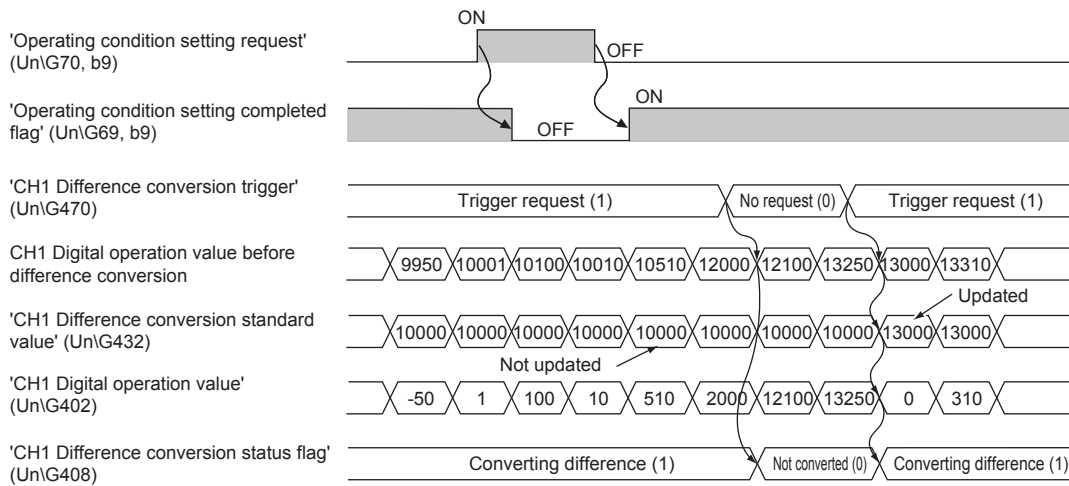 ON
'Operating condition setting request'
(Un\G70, b9)
OFF
'Operating condition setting completed
flag' (Un\G69, b9)
ON
OFF
'CH1 Difference conversion trigger'
(Un\G470)
Trigger request (1) No request (0) Trigger request (1)
CH1 Digital operation value before
difference conversion
9950 10001 10100 10010 10510 12000 12100 13250 13000 13310
Updated
'CH1 Difference conversion standard
value' (Un\G432)
10000 10000 10000 10000 10000 10000 10000 10000 13000 13000
Not updated
'CH1 Digital operation value'
(Un\G402)
-50 1 100 10 510 2000 12100 13250 0 310
'CH1 Difference conversion status flag'
(Un\G408)
Converting difference (1) Not converted (0) Converting difference (1)